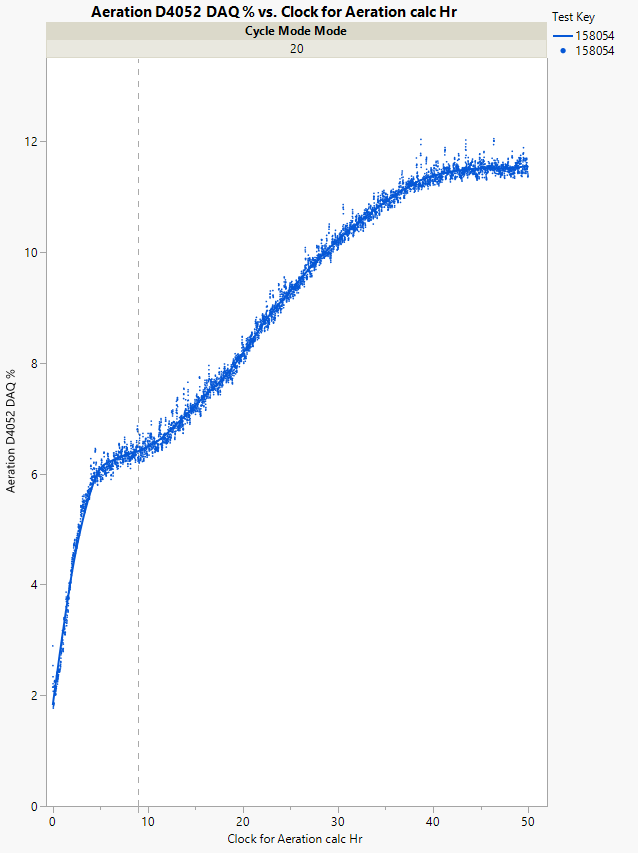 Aeration D4052 DAQ % vs. Clock for Aeration calc Hr
Test Key
158054
158054
Cycle Mode Mode
20
Aeration D4052 DAQ %
12
10
8
6
4
2
0
0 10 20 30 40 50
Clock for Aeration calc Hr